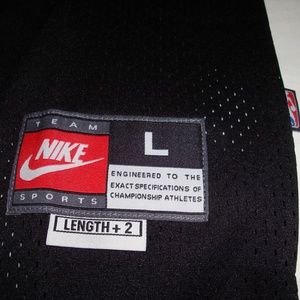 TEAM
NIKE
SPORTS
L
ENGINEERED TO THE
EXACT SPECIFICATIONS OF
CHAMPIONSHIP ATHLETES
LENGTH + 2